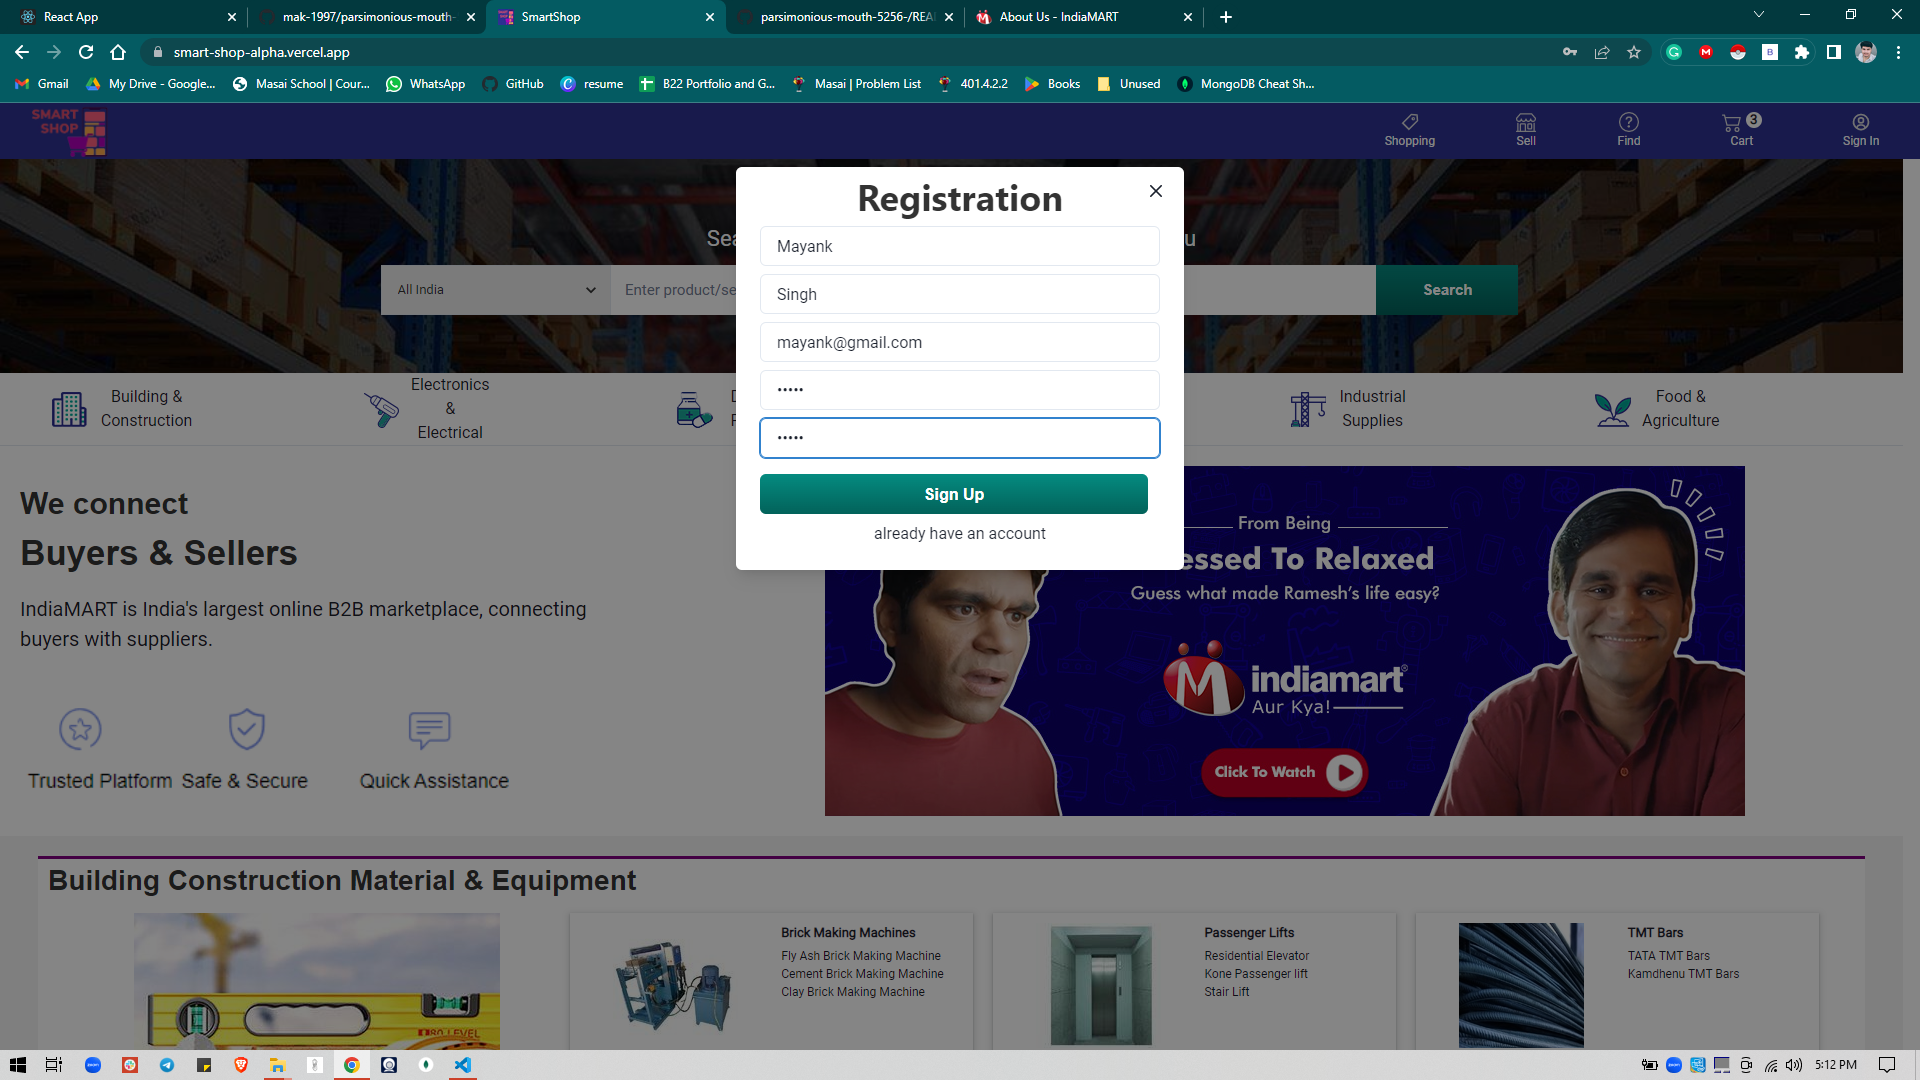 React App
mak-1997/parsimonious-mouth-
SmartShop
parsimonious-mouth-5256-/REA
About Us - IndiaMART
smart-shop-alpha.vercel.app
Gmail
My Drive - Google...
Masai School | Cour...
WhatsApp
GitHub
resume
B22 Portfolio and G...
Masai | Problem List
401.4.2.2
Books
Unused
MongoDB Cheat Sh...
SMART
SHOP
Shopping
Sell
Find
3
Cart
Sign In
Registration
Mayank
Singh
mayank@gmail.com
•••••
•••••
Sign Up
already have an account
Sea
u
All India
Enter product/se
Search
Building &
Construction
Electronics
&
Electrical
D
P
Industrial
Supplies
Food &
Agriculture
We connect
Buyers & Sellers
IndiaMART is India's largest online B2B marketplace, connecting
buyers with suppliers.
Trusted Platform
Safe & Secure
Quick Assistance
From Being
essed To Relaxed
Guess what made Ramesh's life easy?
indiamart
Aur Kya!
Click To Watch
Building Construction Material & Equipment
Brick Making Machines
Fly Ash Brick Making Machine
Cement Brick Making Machine
Clay Brick Making Machine
Passenger Lifts
Residential Elevator
Kone Passenger lift
Stair Lift
TMT Bars
TATA TMT Bars
Kamdhenu TMT Bars
5:12 PM